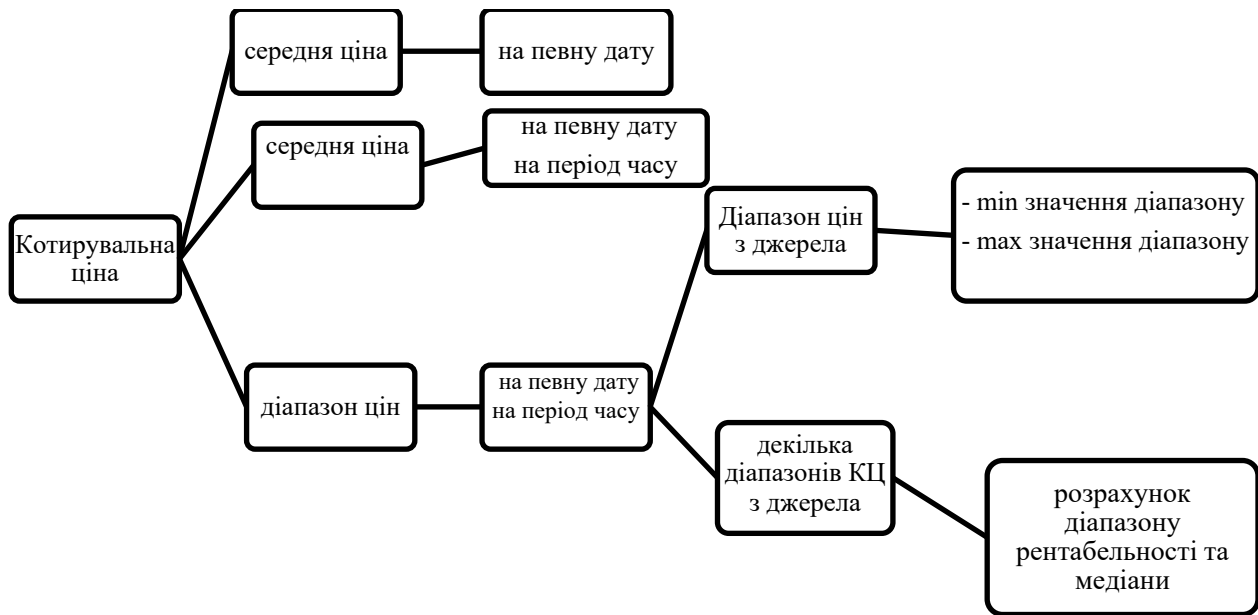 середня ціна
на певну дату
середня ціна
на певну дату
на період часу
Котирувальна
ціна
Діапазон цін
з джерела
- min значення діапазону
- max значення діапазону
діапазон цін
на певну дату
на період часу
декілька
діапазонів КЦ
з джерела
розрахунок
діапазону
рентабельності та
медіани